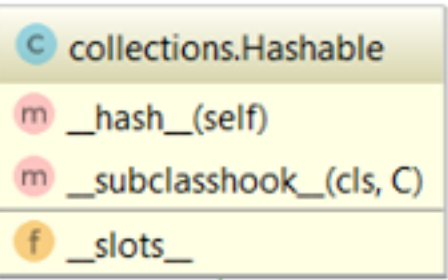 C collections.Hashable
m __hash__(self)
m __subclasshook__(cls, C)
f __slots__